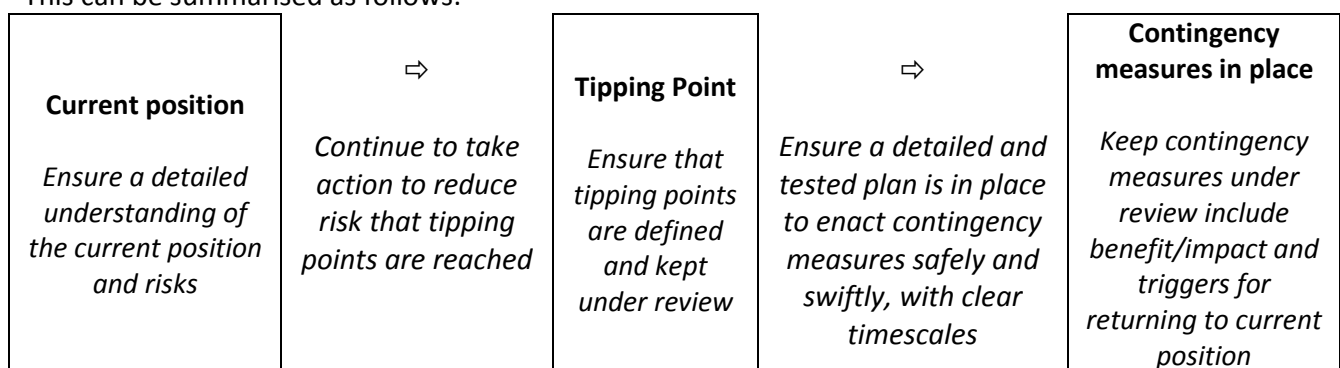 This can be summarised as follows:
Current position
Ensure a detailed
understanding of
the current position
and risks
⇨
Continue to take
action to reduce
risk that tipping
points are reached
Tipping Point
Ensure that
tipping points
are defined
and kept
under review
⇨
Ensure a detailed and
tested plan is in place
to enact contingency
measures safely and
swiftly, with clear
timescales
Contingency
measures in place
Keep contingency
measures under
review include
benefit/impact and
triggers for
returning to current
position